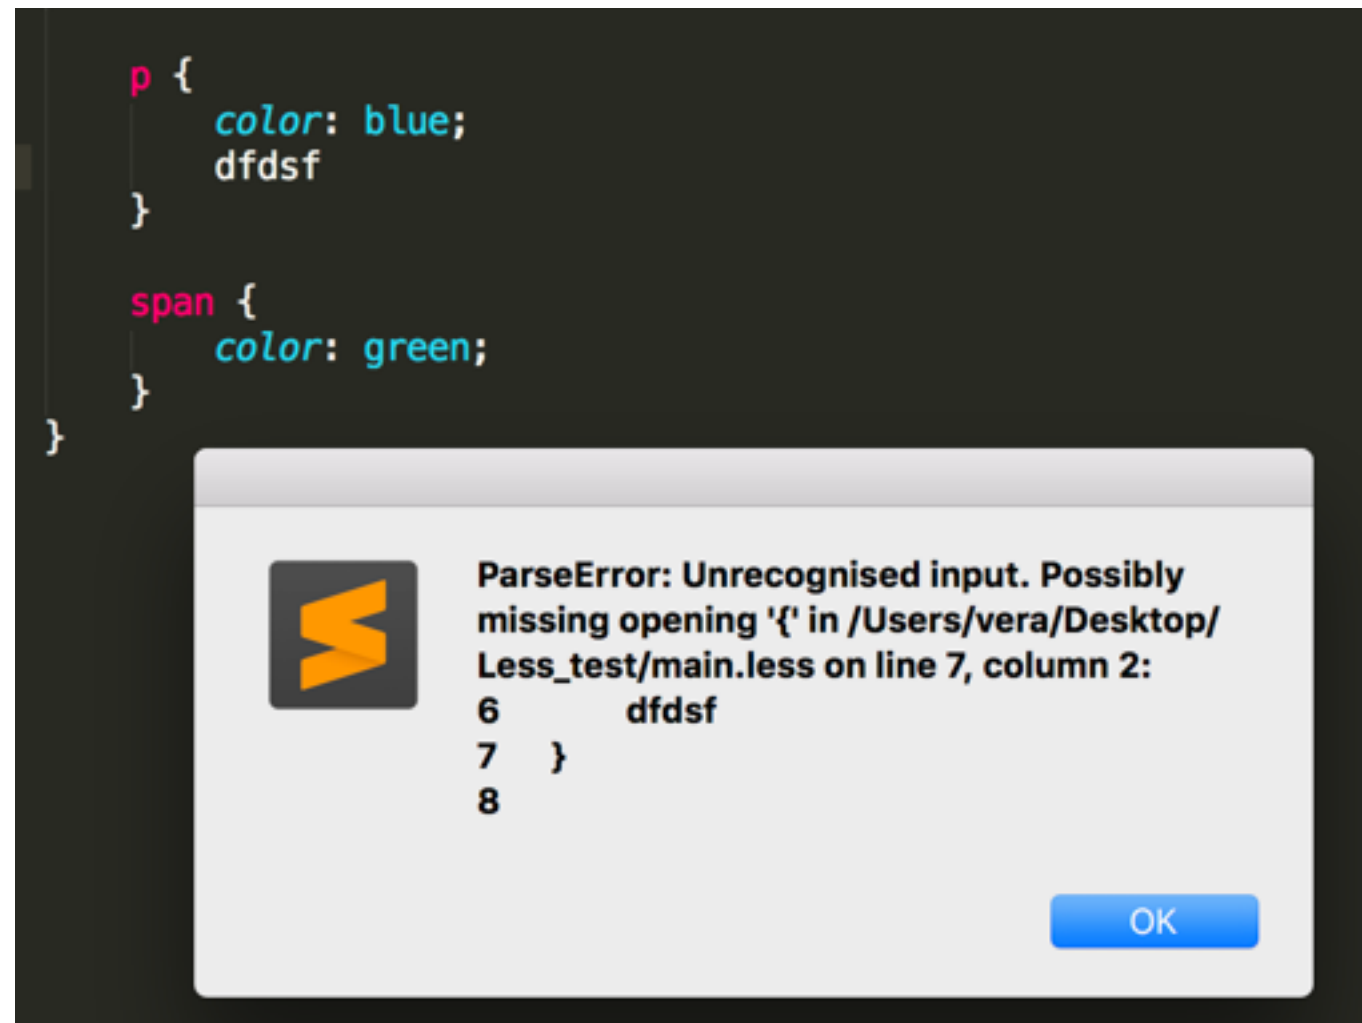 p {
color: blue;
dfdsf
}
span {
color: green;
}
}
ParseError: Unrecognised input. Possibly
missing opening '{' in /Users/vera/Desktop/
Less_test/main.less on line 7, column 2:
6 dfdsf
7 }
8
OK